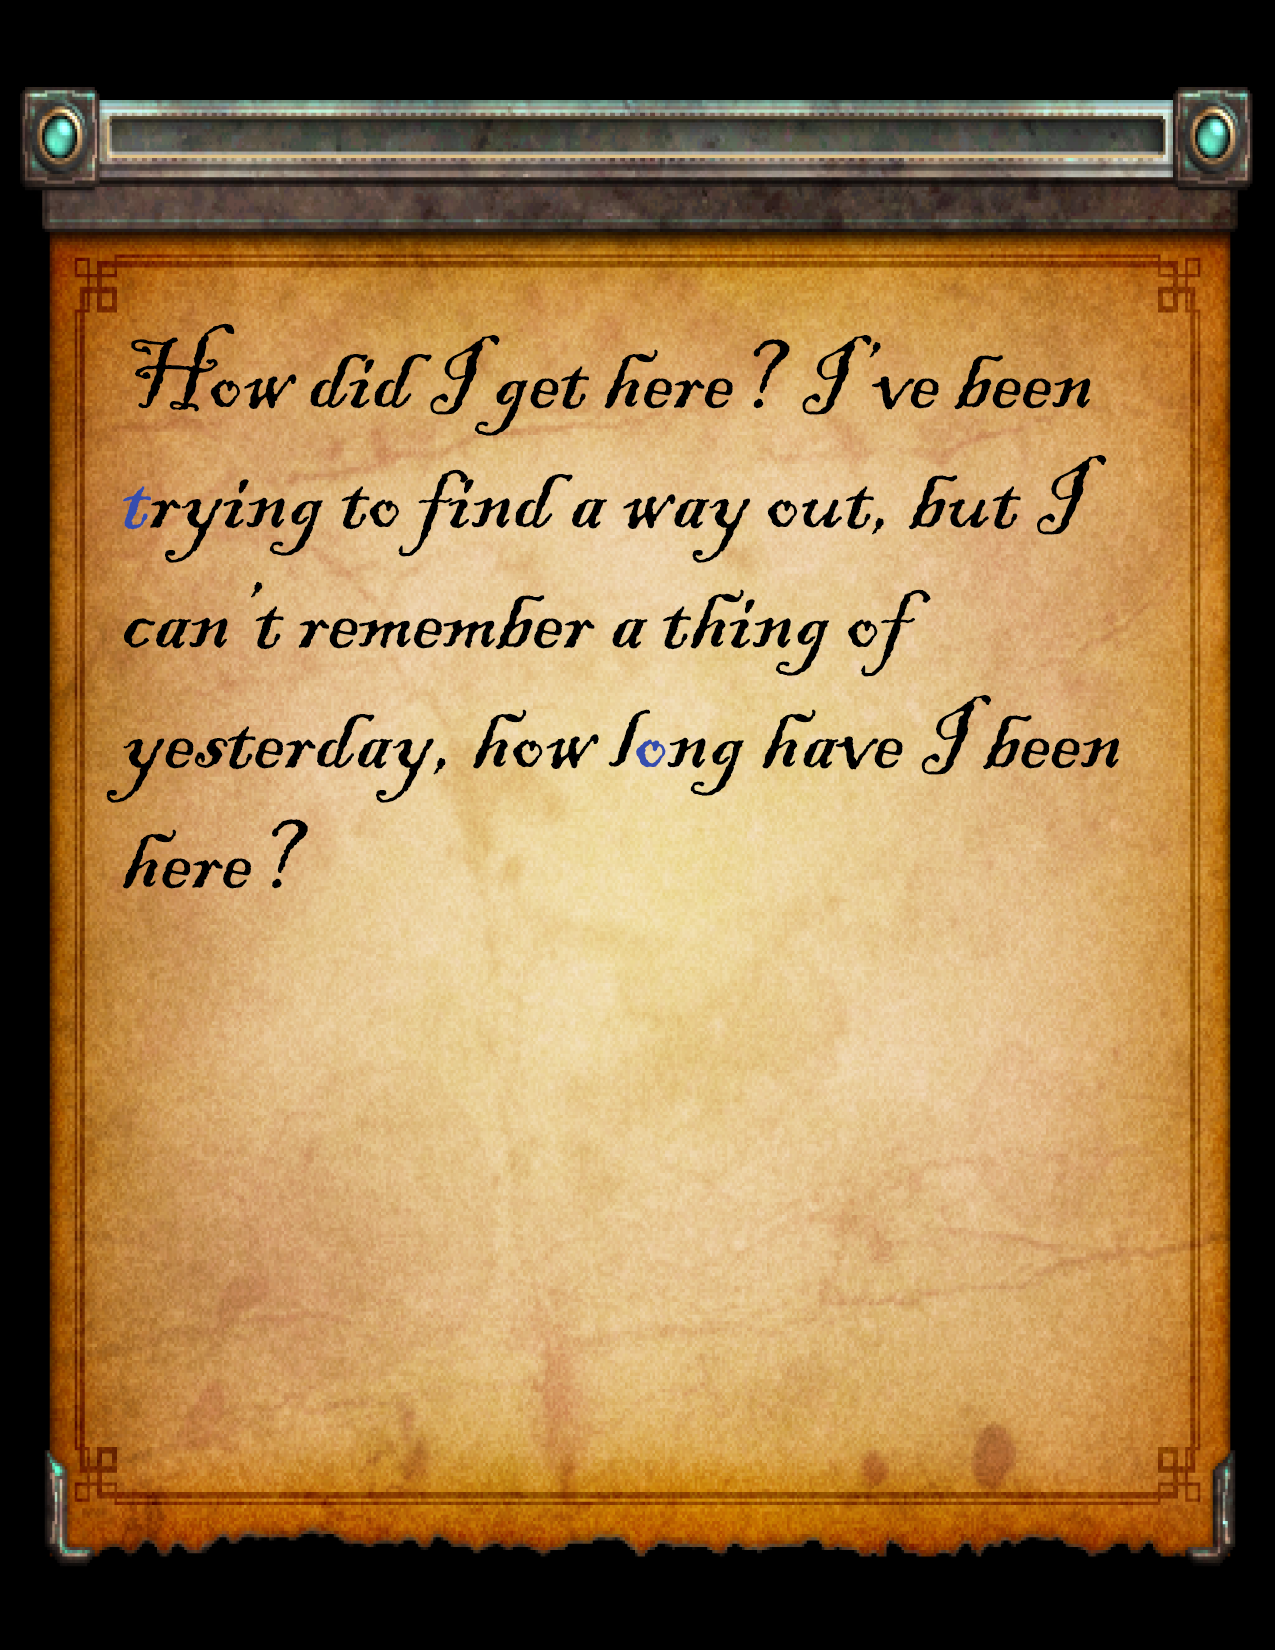 How did I get here? I've been
trying to find a way out, but I
can't remember a thing of
yesterday, how long have I been
here?